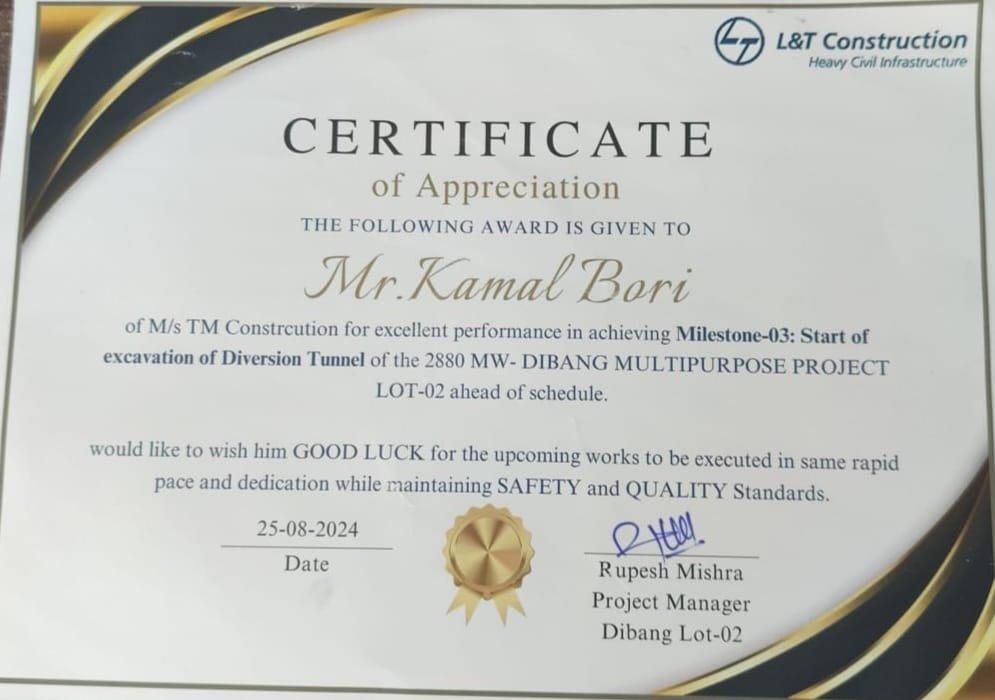 L&T Construction
Heavy Civil Infrastructure
CERTIFICATE
of Appreciation
THE FOLLOWING AWARD IS GIVEN TO
Mr.Kamal Bori
of M/s TM Constrcution for excellent performance in achieving Milestone-03: Start of
excavation of Diversion Tunnel of the 2880 MW- DIBANG MULTIPURPOSE PROJECT
LOT-02 ahead of schedule.
would like to wish him GOOD LUCK for the upcoming works to be executed in same rapid
pace and dedication while maintaining SAFETY and QUALITY Standards.
25-08-2024
Date
Rupesh Mishra
Project Manager
Dibang Lot-02